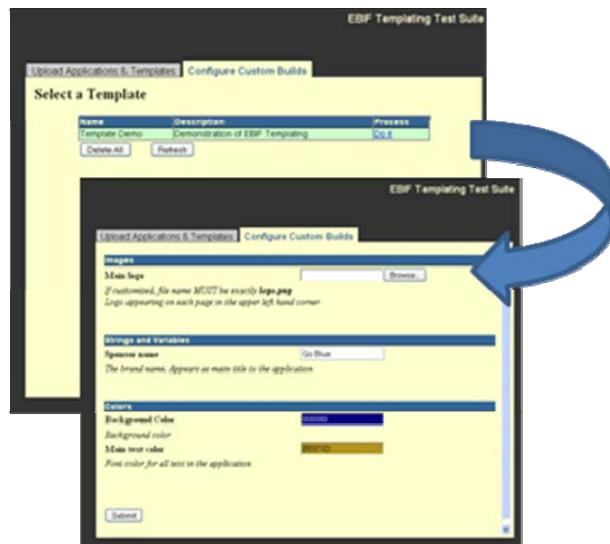 EBIF Templating Test Suite
Upload Applications & Templates Configure Custom Builds
Select a Template
Name Description Process
Template Demo Demonstration of EBIF Templating Do it
Delete All Refresh
EBIF Templating Test Suite
Upload Applications & Templates Configure Custom Builds
Images
Main logo Browse..
If customized, file name MUST be exactly logo.png
Logo appearing on each page in the upper left hand corner
Strings and Variables
Sponsor name Go Blue
The brand name. Appears as main title to the application
Colors
Background Color
Background color
Main text color
Font color for all text in the application
Submit